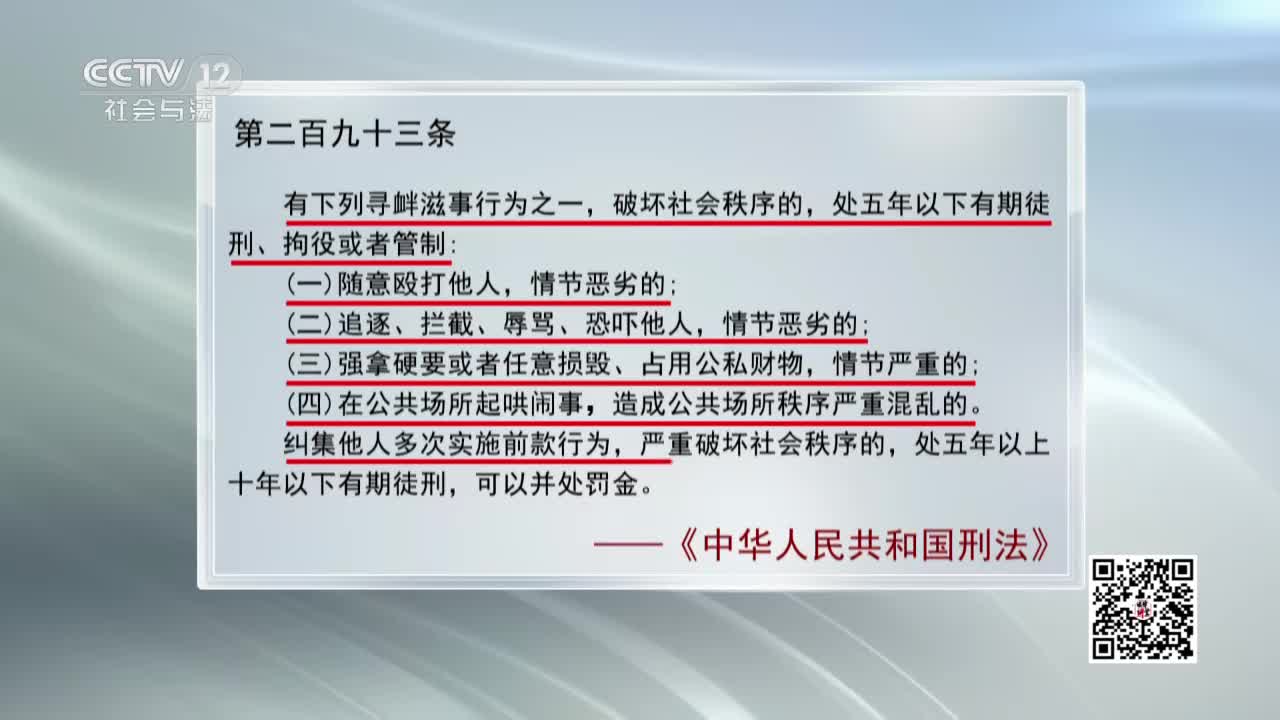 CCTV 12
社会与法
第二百九十三条
有下列寻衅滋事行为之一，破坏社会秩序的，处五年以下有期徒
刑、拘役或者管制：
(一)随意殴打他人，情节恶劣的；
(二)追逐、拦截、辱骂、恐吓他人，情节恶劣的；
(三)强拿硬要或者任意损毁、占用公私财物，情节严重的；
(四)在公共场所起哄闹事，造成公共场所秩序严重混乱的。
纠集他人多次实施前款行为，严重破坏社会秩序的，处五年以上
十年以下有期徒刑，可以并处罚金。
——《中华人民共和国刑法》